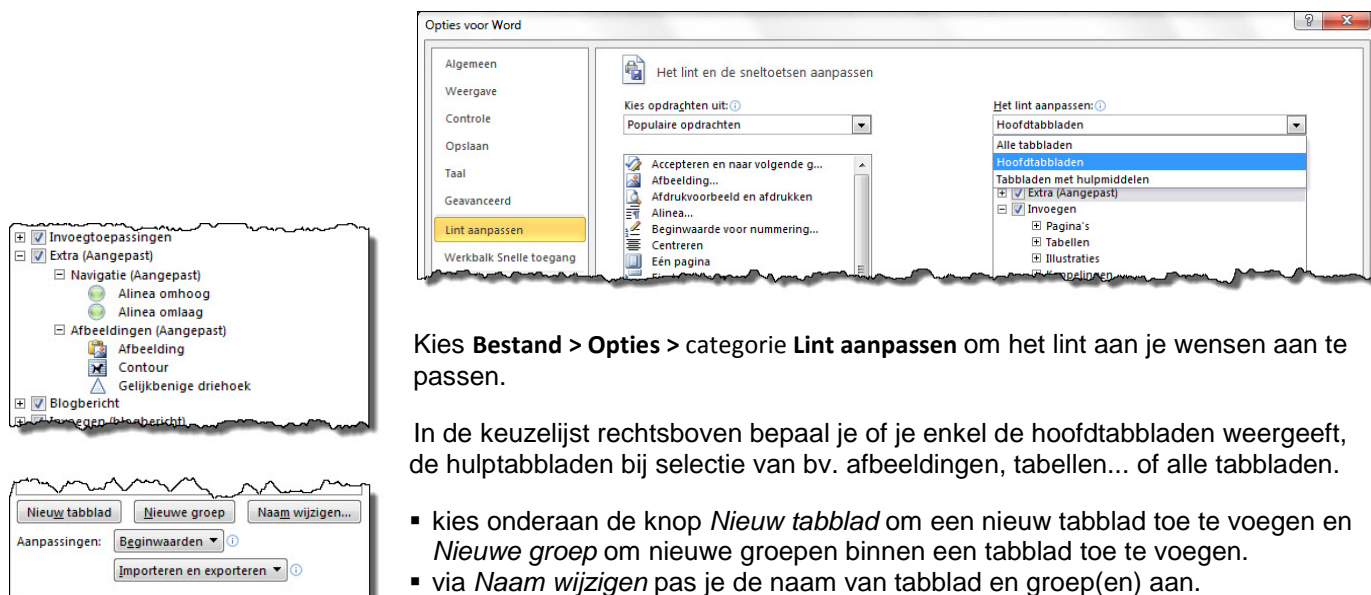 Opties voor Word
Algemeen
Weergave
Controle
Opslaan
Taal
Geavanceerd
Lint aanpassen
Werkbalk Snelle toegang
Het lint en de sneltoetsen aanpassen
Kies opdrachten uit:
Populaire opdrachten
Accepteren en naar volgende g...
Afbeelding...
Afdrukvoorbeeld en afdrukken
Alinea...
Beginwaarde voor nummering...
Centreren
Eén pagina
Het lint aanpassen:
Hoofdtabbladen
Alle tabbladen
Hoofdtabbladen
Tabbladen met hulpmiddelen
Extra (Aangepast)
Invoegen
Pagina's
Tabellen
Illustraties
Invoegtoepassingen
Extra (Aangepast)
Navigatie (Aangepast)
Alinea omhoog
Alinea omlaag
Afbeeldingen (Aangepast)
Afbeelding
Contour
Gelijkbenige driehoek
Blogbericht
Kies Bestand > Opties > categorie Lint aanpassen om het lint aan je wensen aan te
passen.
In de keuzelijst rechtsboven bepaal je of je enkel de hoofdtabbladen weergeeft,
de hulptabbladen bij selectie van bv. afbeeldingen, tabellen... of alle tabbladen.
Nieuw tabblad Nieuwe groep Naam wijzigen...
Aanpassingen: Beginwaarden
Importeren en exporteren
▪ kies onderaan de knop Nieuw tabblad om een nieuw tabblad toe te voegen en
Nieuwe groep om nieuwe groepen binnen een tabblad toe te voegen.
▪ via Naam wijzigen pas je de naam van tabblad en groep(en) aan.